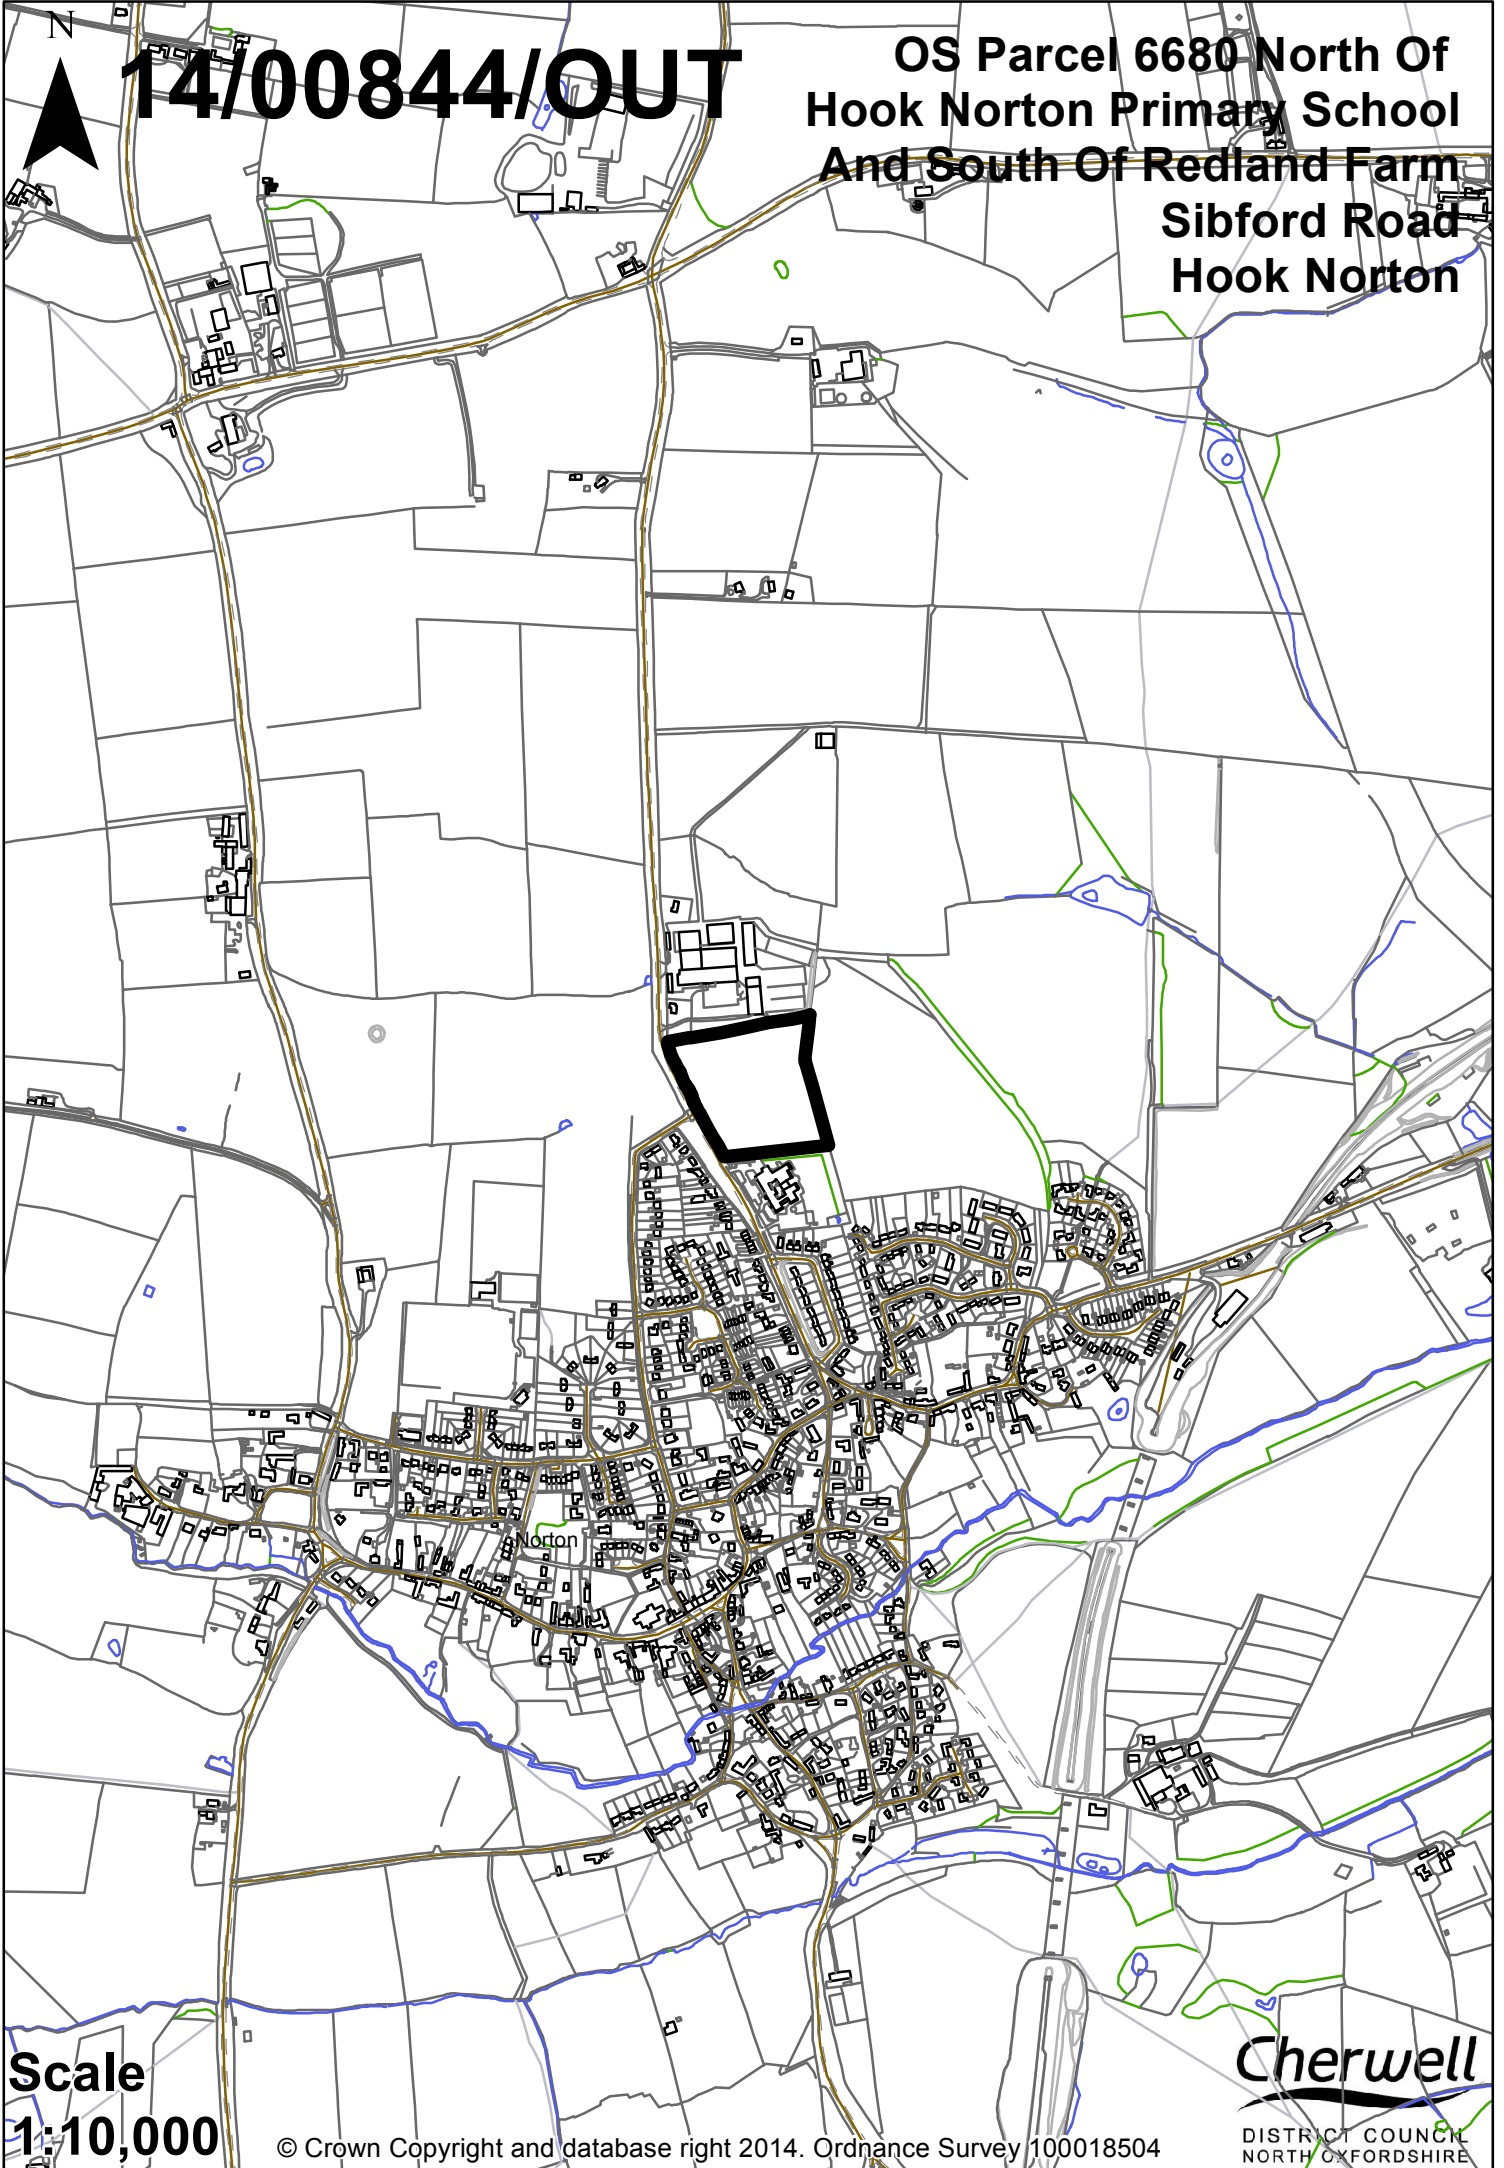 N
14/00844/OUT
OS Parcel 6680 North Of
Hook Norton Primary School
And South Of Redland Farm
Sibford Road
Hook Norton
Norton
Scale
1:10,000
© Crown Copyright and database right 2014. Ordnance Survey 100018504
Cherwell
DISTRICT COUNCIL
NORTH OXFORDSHIRE